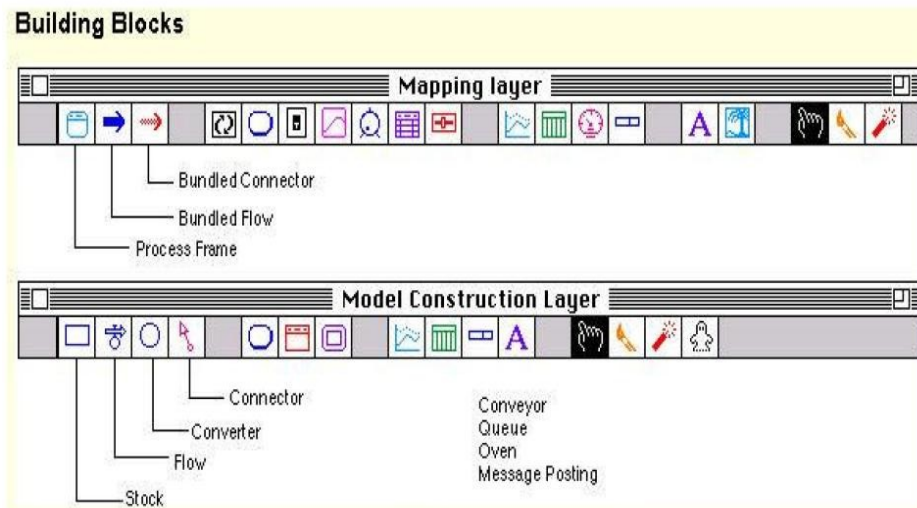 Building Blocks
Mapping layer
A
Bundled Connector
Bundled Flow
Process Frame
Model Construction Layer
A
Connector
Converter
Flow
Stock
Conveyor
Queue
Oven
Message Posting